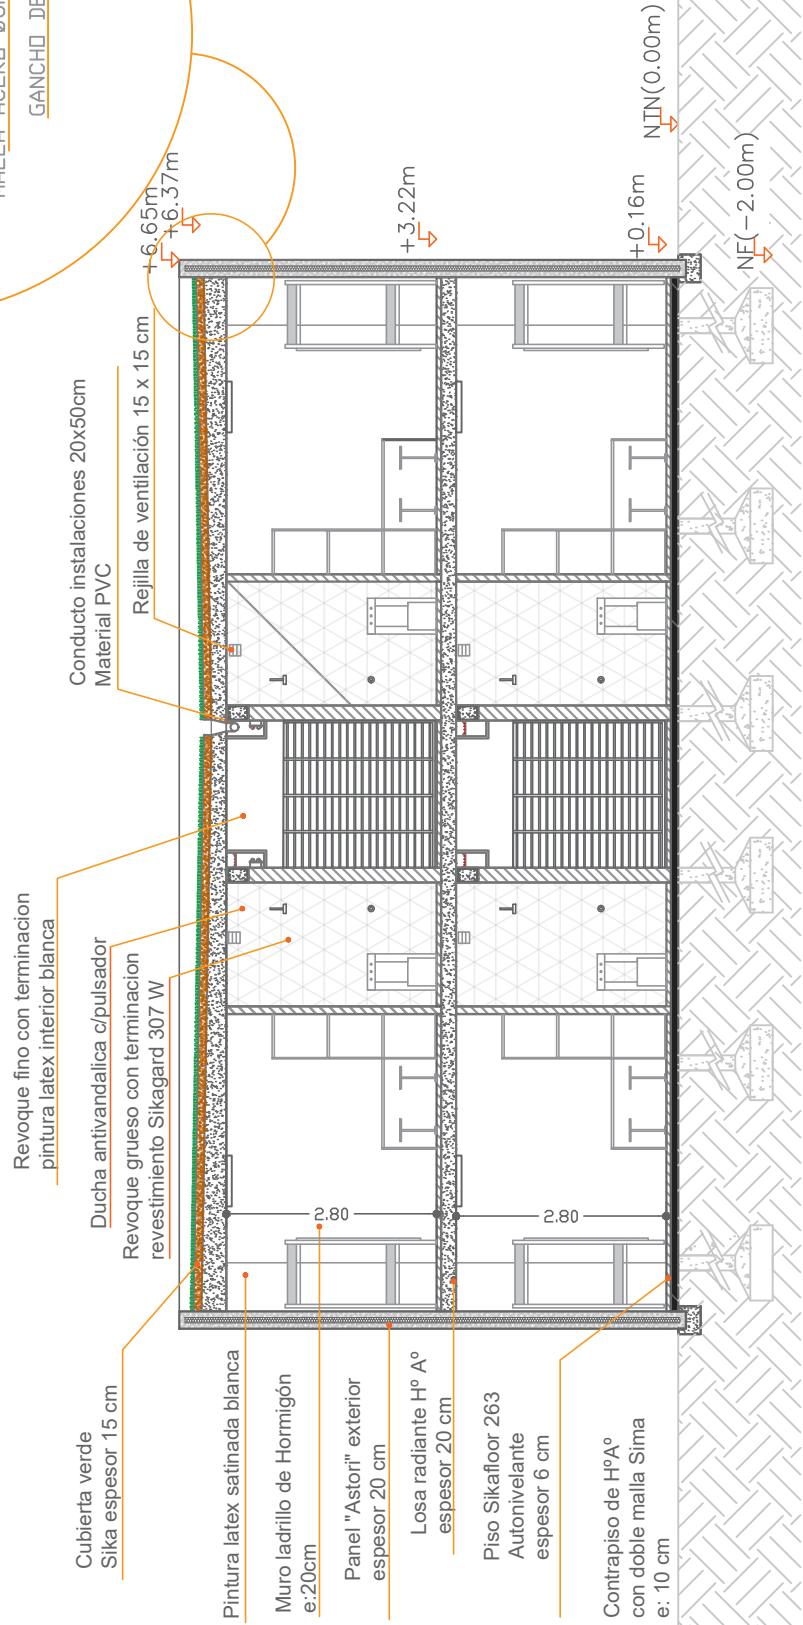 GANCHO DE
+6.65m
+6.37m
+3.22m
+0.16m
NTN(0.00m)
NF(-2.00m)
Conducto instalaciones 20x50cm
Material PVC
Rejilla de ventilación 15 x 15 cm
Revoque fino con terminacion
pintura latex interior blanca
Ducha antivandalica c/pulsador
Revoque grueso con terminacion
revestimiento Sikagard 307 W
2.80
2.80
Cubierta verde
Sika espesor 15 cm
Pintura latex satinada blanca
Muro ladrillo de Hormigón
e:20cm
Panel "Astori" exterior
espesor 20 cm
Losa radiante Hº Aº
espesor 20 cm
Piso Sikafloor 263
Autonivelante
espesor 6 cm
Contrapiso de HºAº
con doble malla Sima
e: 10 cm